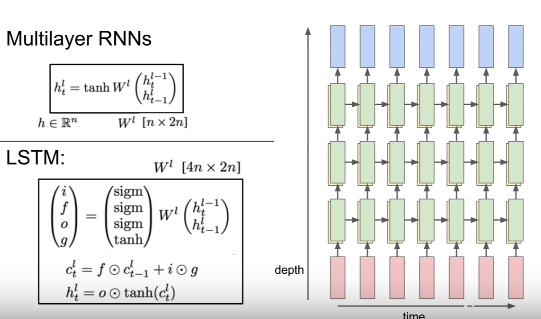 Multilayer RNNs
h_t^l = tanh W^l (h_t^{l-1} h_{t-1}^l)
h ∈ ℝ^n. W^l [n × 2n]
LSTM:
W^l [4n × 2n]
(i f o g) = (sigm sigm sigm tanh) W^l (h_t^{l-1} h_{t-1}^l)
c_t^l = f ⊙ c_{t-1}^l + i ⊙ g
h_t^l = o ⊙ tanh(c_t^l)
depth
time